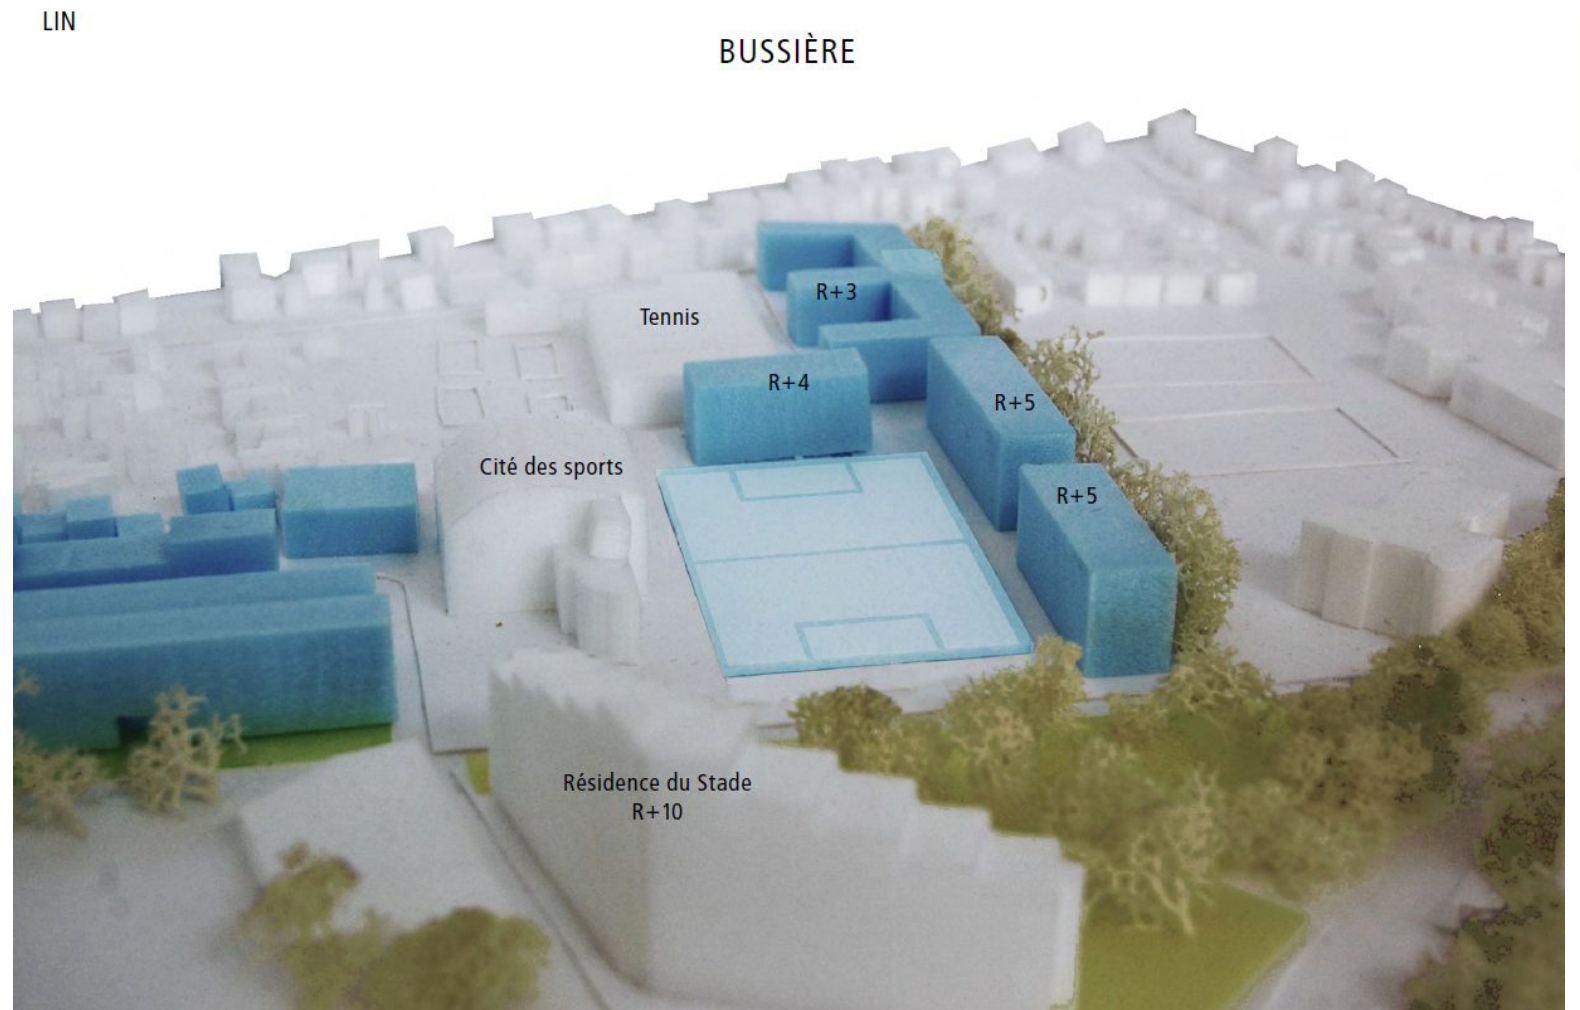 LIN
BUSSIÈRE
R+3
Tennis
R+4
R+5
Cité des sports
R+5
Résidence du Stade
R+10